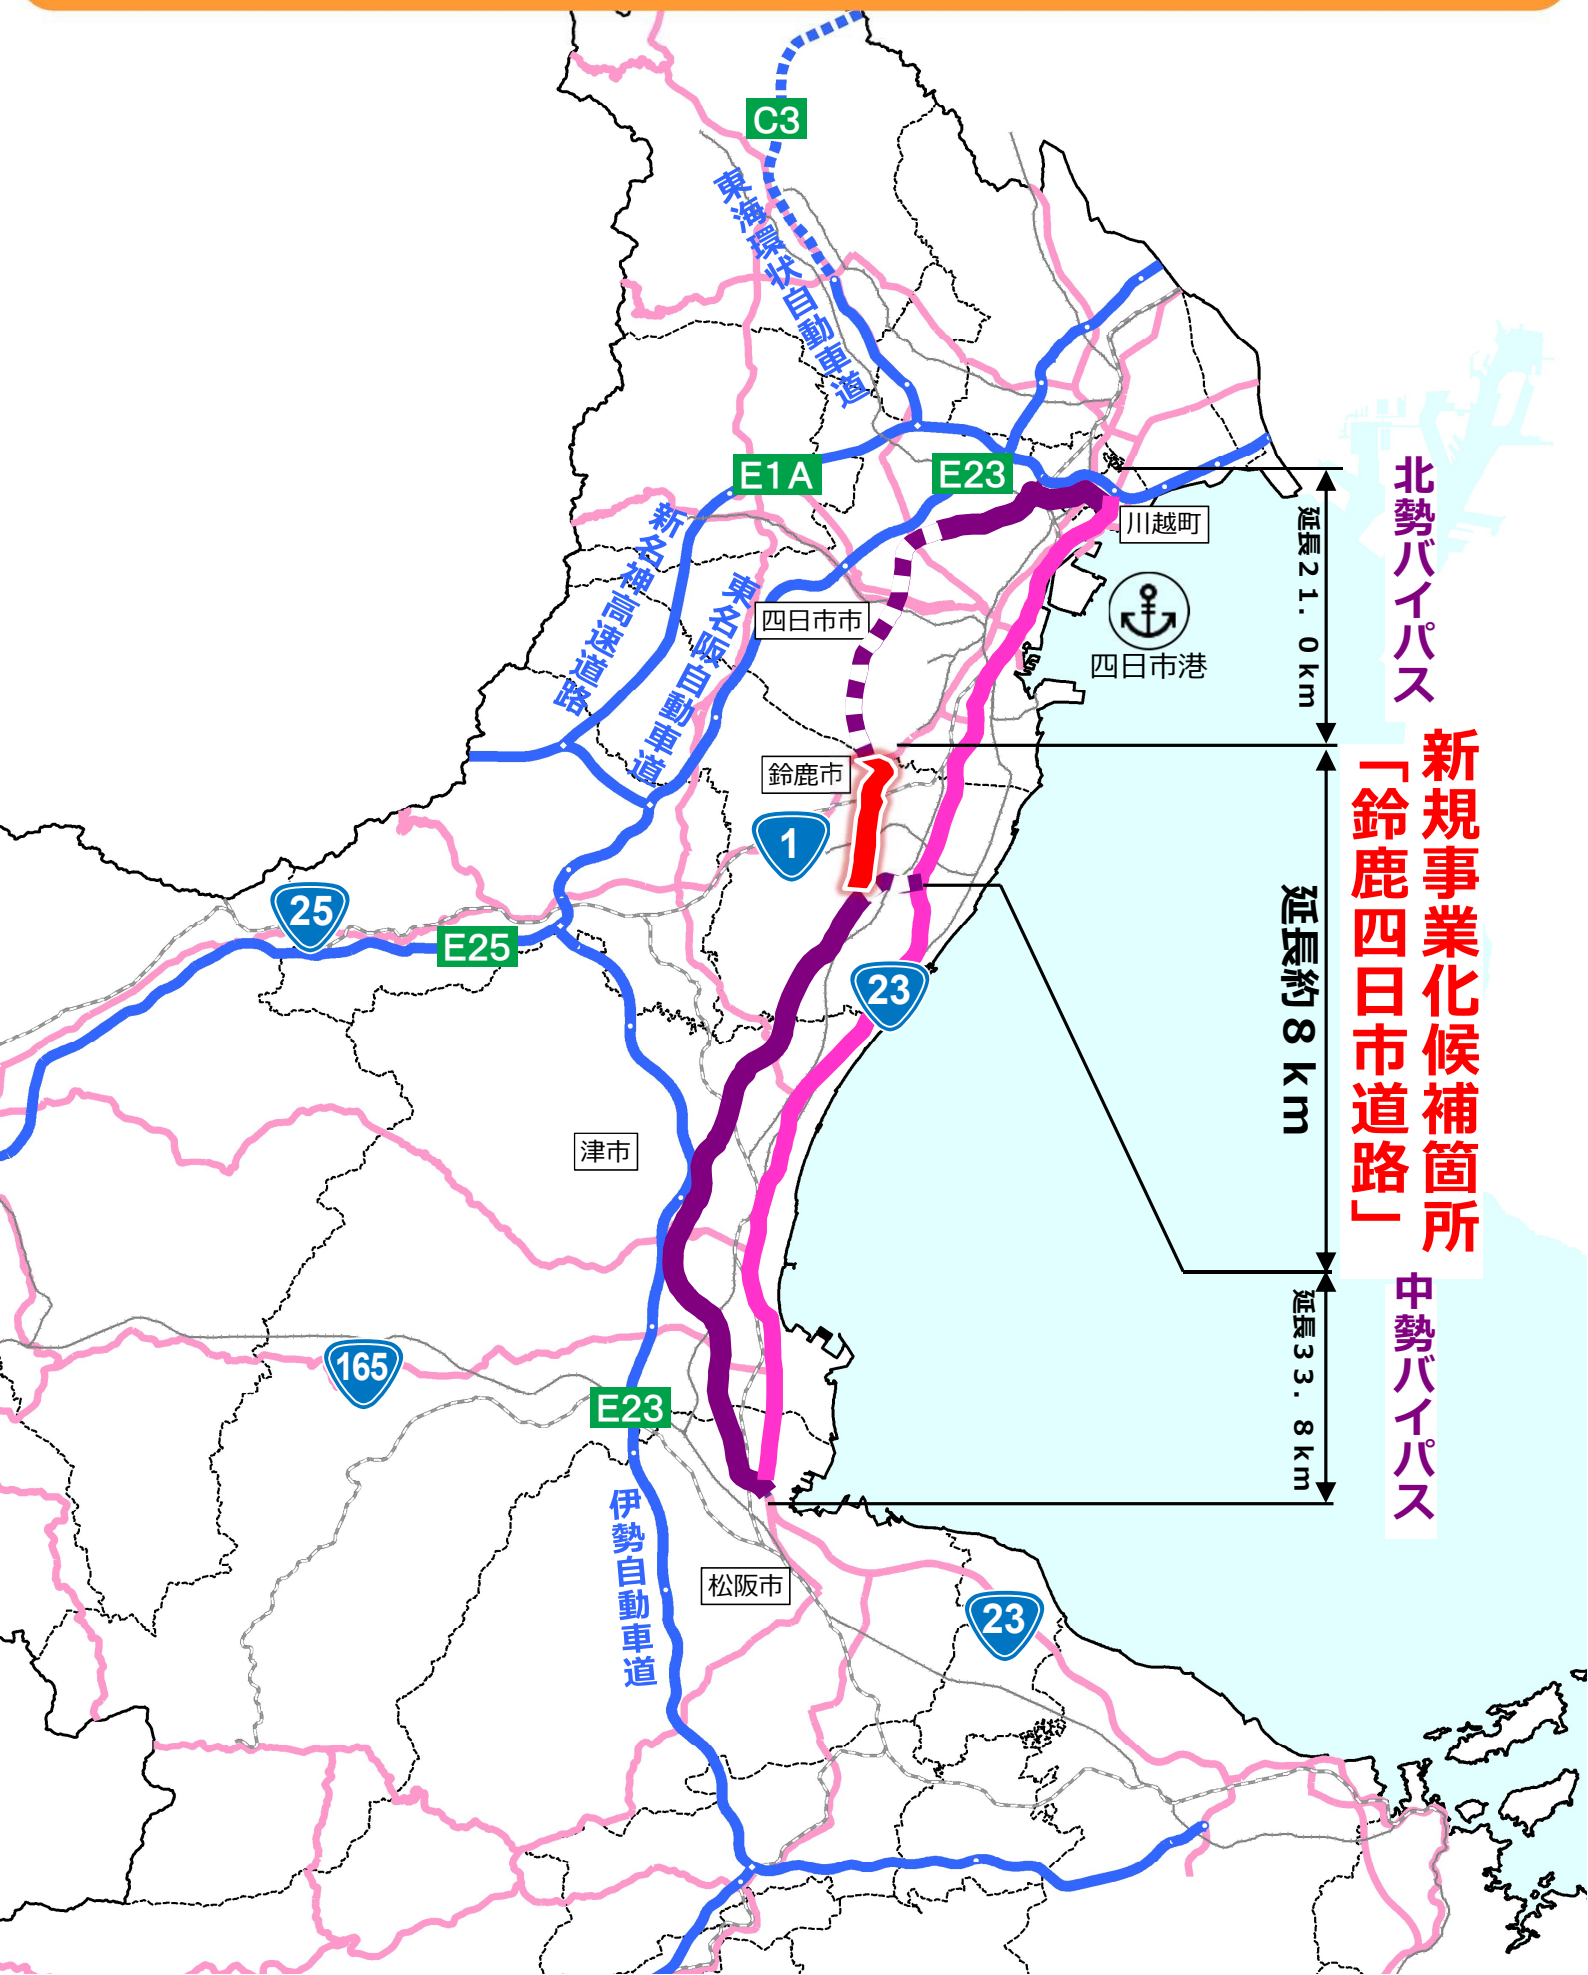 C3
東海環状自動車道
E1A
E23
新名神高速道路
東名阪自動車道
川越町
四日市市
四日市港
鈴鹿市
1
25
E25
23
津市
165
E23
伊勢自動車道
松阪市
23
北勢バイパス
延長21.0km
新規事業化候補箇所
「鈴鹿四日市道路」
延長約8km
中勢バイパス
延長33.8km